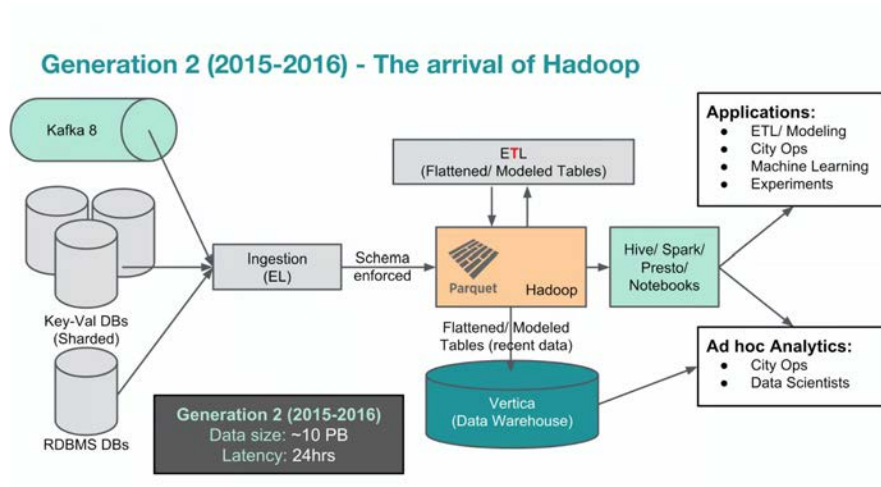 Generation 2 (2015-2016) - The arrival of Hadoop
Kafka 8
Key-Val DBs
(Sharded)
RDBMS DBs
Ingestion
(EL)
Schema
enforced
ETL
(Flattened/ Modeled Tables)
Parquet
Hadoop
Flattened/ Modeled
Tables (recent data)
Vertica
(Data Warehouse)
Hive/ Spark/
Presto/
Notebooks
Applications:
● ETL/ Modeling
● City Ops
● Machine Learning
● Experiments
Ad hoc Analytics:
● City Ops
● Data Scientists
Generation 2 (2015-2016)
Data size: ~10 PB
Latency: 24hrs